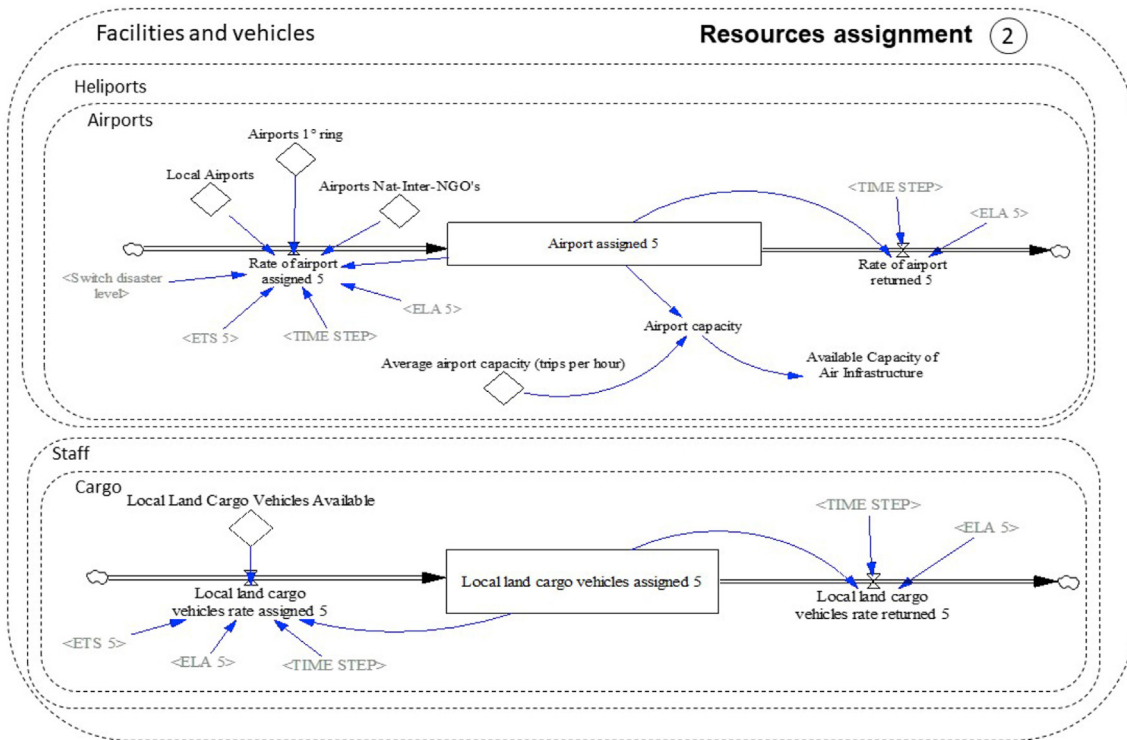 Facilities and vehicles
Resources assignment 2
Heliports
Airports
Airports 1° ring
Local Airports
Airports Nat-Inter-NGO's
<TIME STEP>
<ELA 5>
Airport assigned 5
Rate of airport
assigned 5
Rate of airport
returned 5
<Switch disaster
level>
<ELA 5>
<ETS 5>
<TIME STEP>
Airport capacity
Average airport capacity (trips per hour)
Available Capacity of
Air Infrastructure
Staff
Cargo
Local Land Cargo Vehicles Available
<TIME STEP>
<ELA 5>
Local land cargo vehicles assigned 5
Local land cargo
vehicles rate assigned 5
Local land cargo
vehicles rate returned 5
<ETS 5>
<ELA 5>
<TIME STEP>